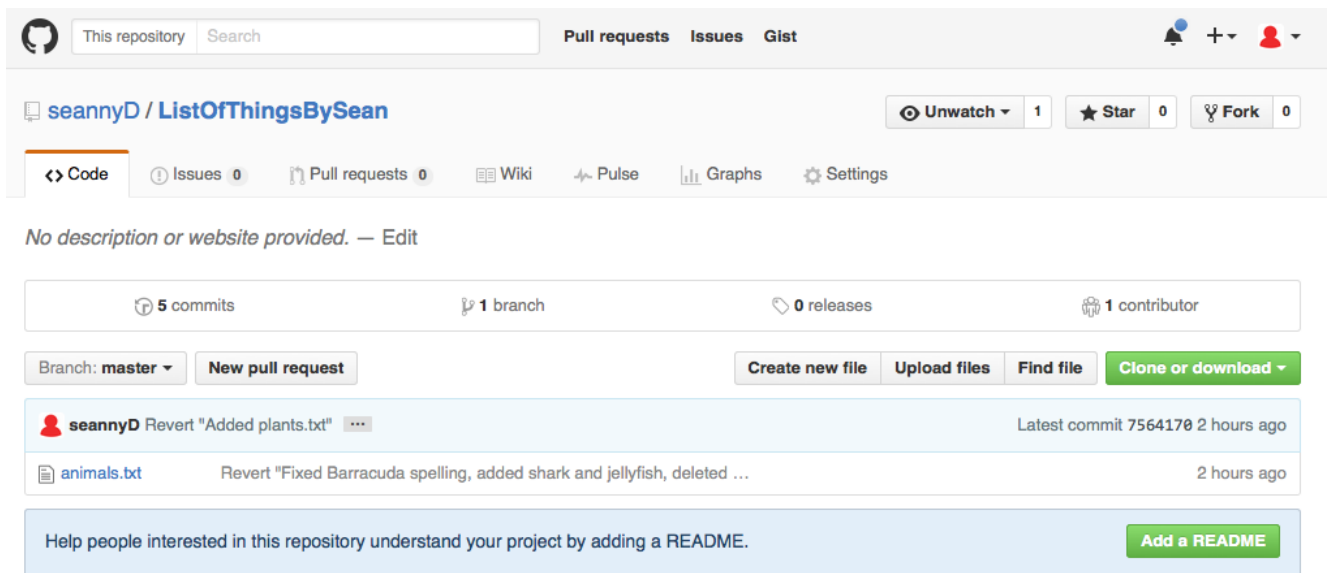 This repository Search Pull requests Issues Gist
seannyD / ListOfThingsBySean Unwatch 1 Star 0 Fork 0
Code Issues 0 Pull requests 0 Wiki Pulse Graphs Settings
No description or website provided. — Edit
5 commits 1 branch 0 releases 1 contributor
Branch: master New pull request Create new file Upload files Find file Clone or download
seannyD Revert "Added plants.txt" ... Latest commit 7564170 2 hours ago
animals.txt Revert "Fixed Barracuda spelling, added shark and jellyfish, deleted ... 2 hours ago
Help people interested in this repository understand your project by adding a README. Add a README